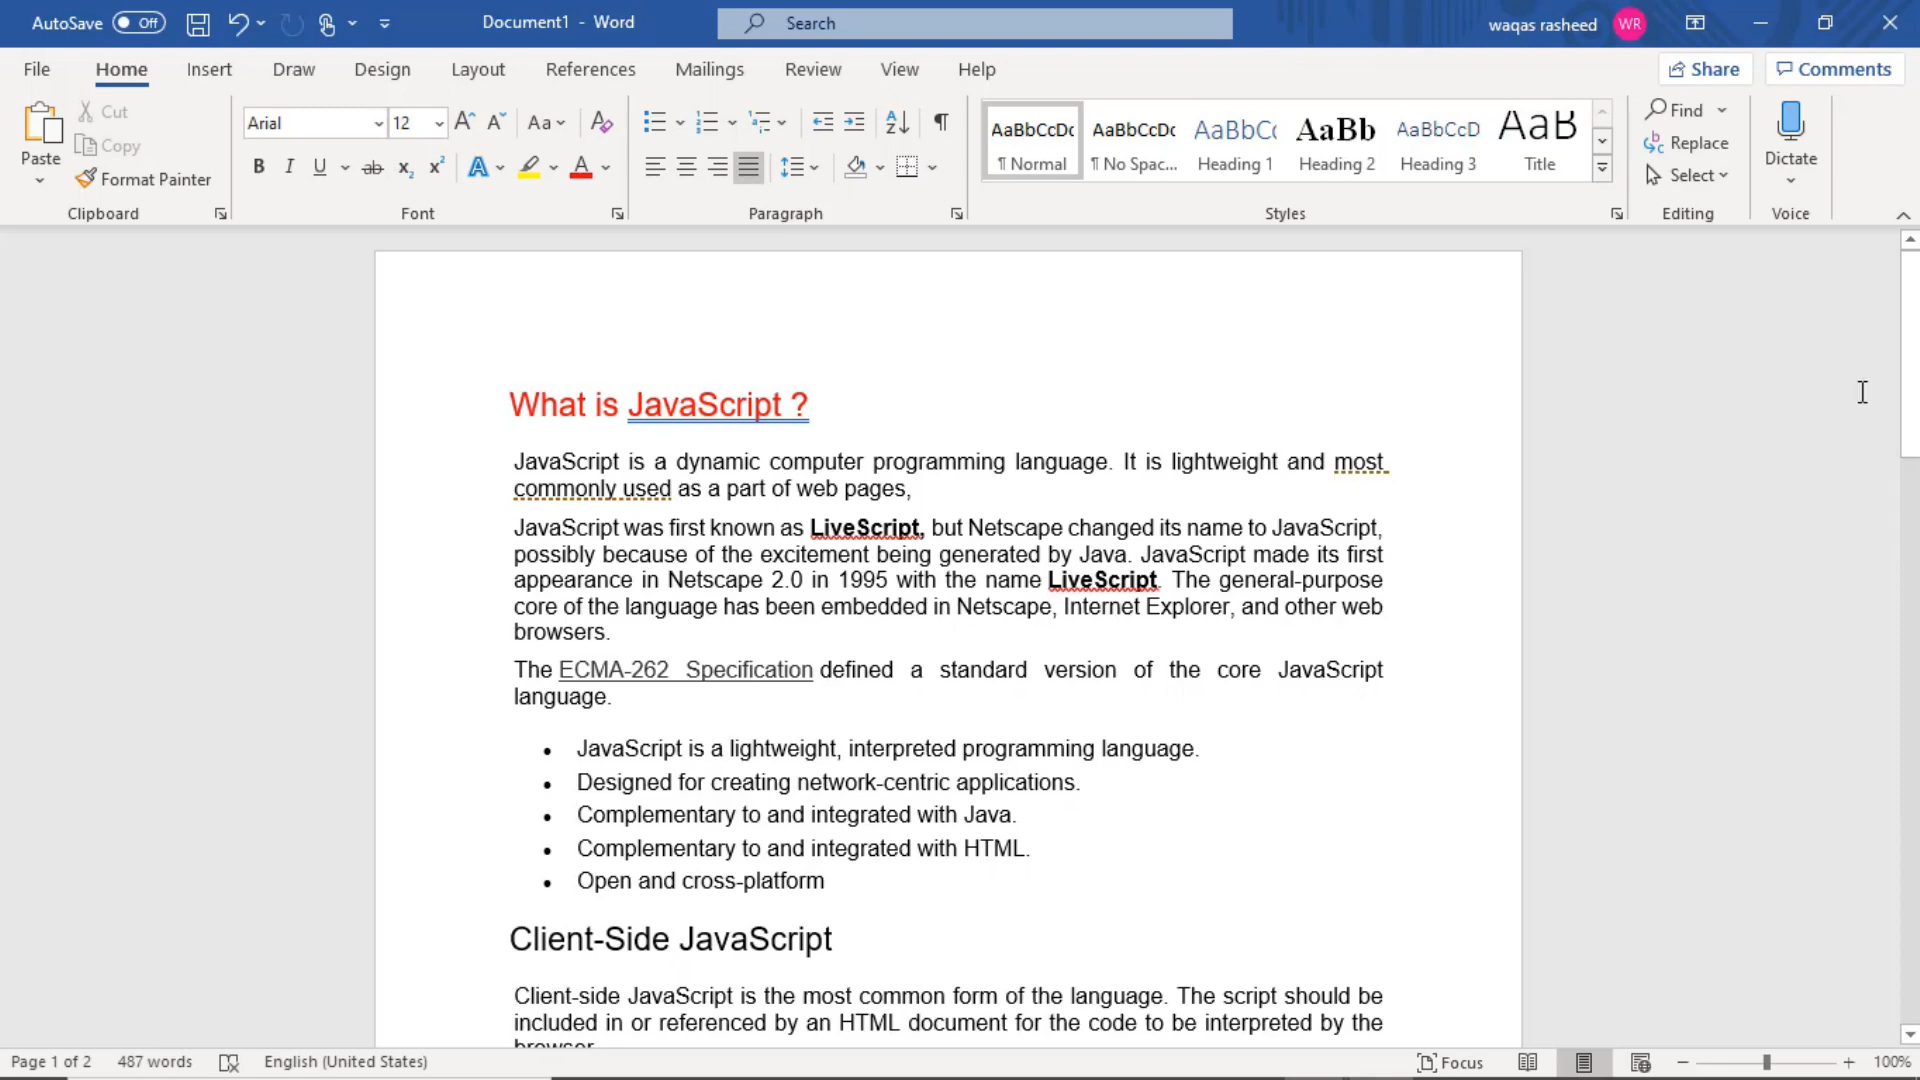 AutoSave Off Document1 - Word Search waqas rasheed WR
File Home Insert Draw Design Layout References Mailings Review View Help Share Comments
Paste Cut Copy Format Painter Clipboard
Arial 12 Aa
B I U ab x₂ x² A A Font
Paragraph
AaBbCcDc AaBbCcDc AaBbC AaBb AaBbCcD AaB
¶ Normal ¶ No Spac... Heading 1 Heading 2 Heading 3 Title
Styles
Find Replace Select Editing
Dictate Voice
What is JavaScript ?
JavaScript is a dynamic computer programming language. It is lightweight and most
commonly used as a part of web pages,
JavaScript was first known as LiveScript, but Netscape changed its name to JavaScript,
possibly because of the excitement being generated by Java. JavaScript made its first
appearance in Netscape 2.0 in 1995 with the name LiveScript. The general-purpose
core of the language has been embedded in Netscape, Internet Explorer, and other web
browsers.
The ECMA-262 Specification defined a standard version of the core JavaScript
language.
• JavaScript is a lightweight, interpreted programming language.
• Designed for creating network-centric applications.
• Complementary to and integrated with Java.
• Complementary to and integrated with HTML.
• Open and cross-platform
Client-Side JavaScript
Client-side JavaScript is the most common form of the language. The script should be
included in or referenced by an HTML document for the code to be interpreted by the
browser.
Page 1 of 2 487 words English (United States) Focus 100%